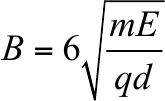 B = 6√(mE/qd)